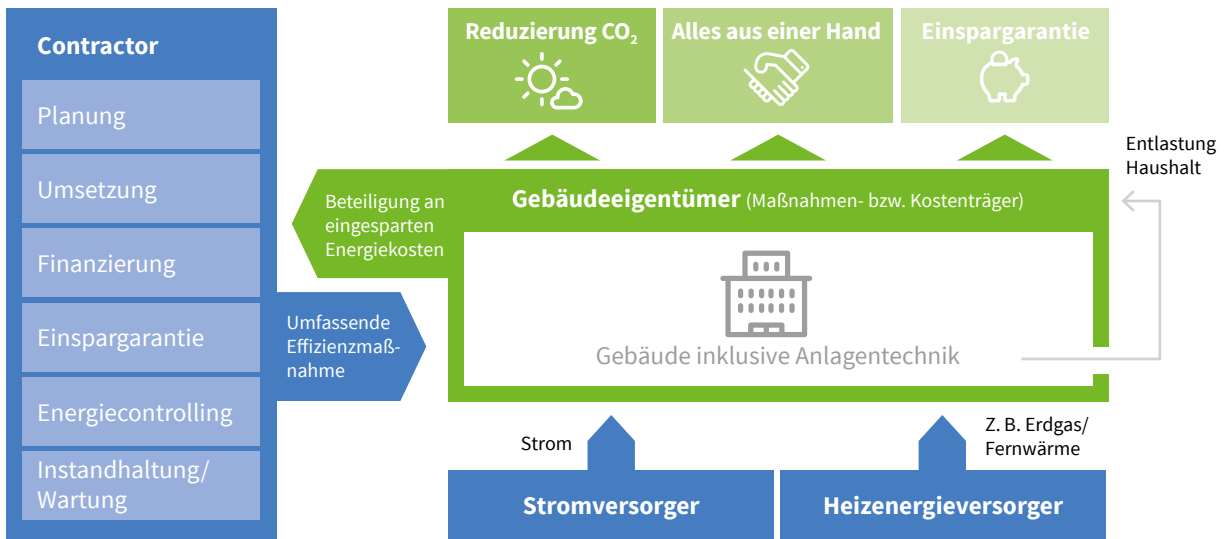 Contractor
Planung
Umsetzung
Finanzierung
Einspargarantie
Energiecontrolling
Instandhaltung/
Wartung
Beteiligung an
eingesparten
Energiekosten
Umfassende
Effizienzmaß-
nahme
Reduzierung CO₂
Alles aus einer Hand
Einspargarantie
Gebäudeeigentümer (Maßnahmen- bzw. Kostenträger)
Gebäude inklusive Anlagentechnik
Entlastung
Haushalt
Strom
Z. B. Erdgas/
Fernwärme
Stromversorger
Heizenergieversorger